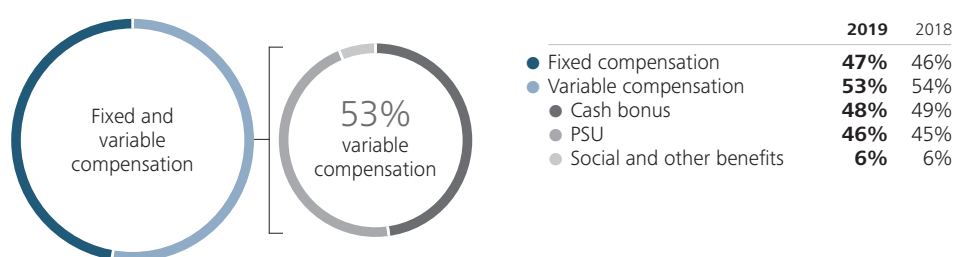 Fixed and
variable
compensation
53%
variable
compensation
2019 2018
Fixed compensation 47% 46%
Variable compensation 53% 54%
Cash bonus 48% 49%
PSU 46% 45%
Social and other benefits 6% 6%